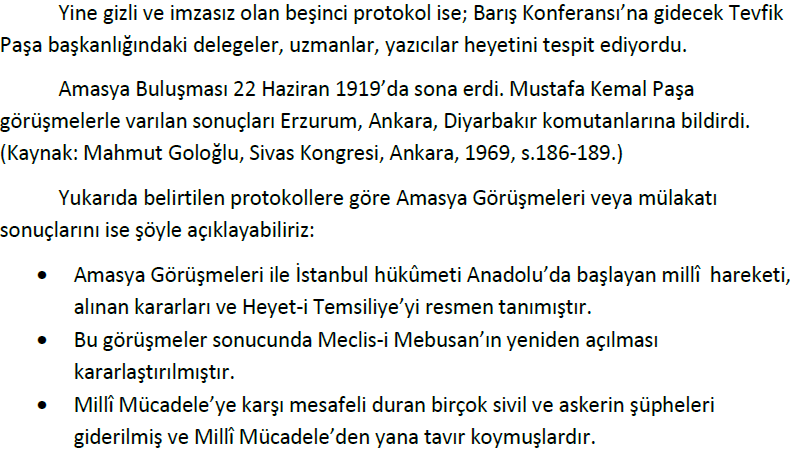 Yine gizli ve imzasız olan beşinci protokol ise; Barış Konferansı’na gidecek Tevfik
Paşa başkanlığındaki delegeler, uzmanlar, yazıcılar heyetini tespit ediyordu.
Amasya Buluşması 22 Haziran 1919’da sona erdi. Mustafa Kemal Paşa
görüşmelerle varılan sonuçları Erzurum, Ankara, Diyarbakır komutanlarına bildirdi.
(Kaynak: Mahmut Goloğlu, Sivas Kongresi, Ankara, 1969, s.186-189.)
Yukarıda belirtilen protokollere göre Amasya Görüşmeleri veya mülakatı
sonuçlarını ise şöyle açıklayabiliriz:
• Amasya Görüşmeleri ile İstanbul hükûmeti Anadolu’da başlayan millî hareketi,
alınan kararları ve Heyet-i Temsiliye’yi resmen tanımıştır.
• Bu görüşmeler sonucunda Meclis-i Mebusan’ın yeniden açılması
kararlaştırılmıştır.
• Millî Mücadele’ye karşı mesafeli duran birçok sivil ve askerin şüpheleri
giderilmiş ve Millî Mücadele’den yana tavır koymuşlardır.